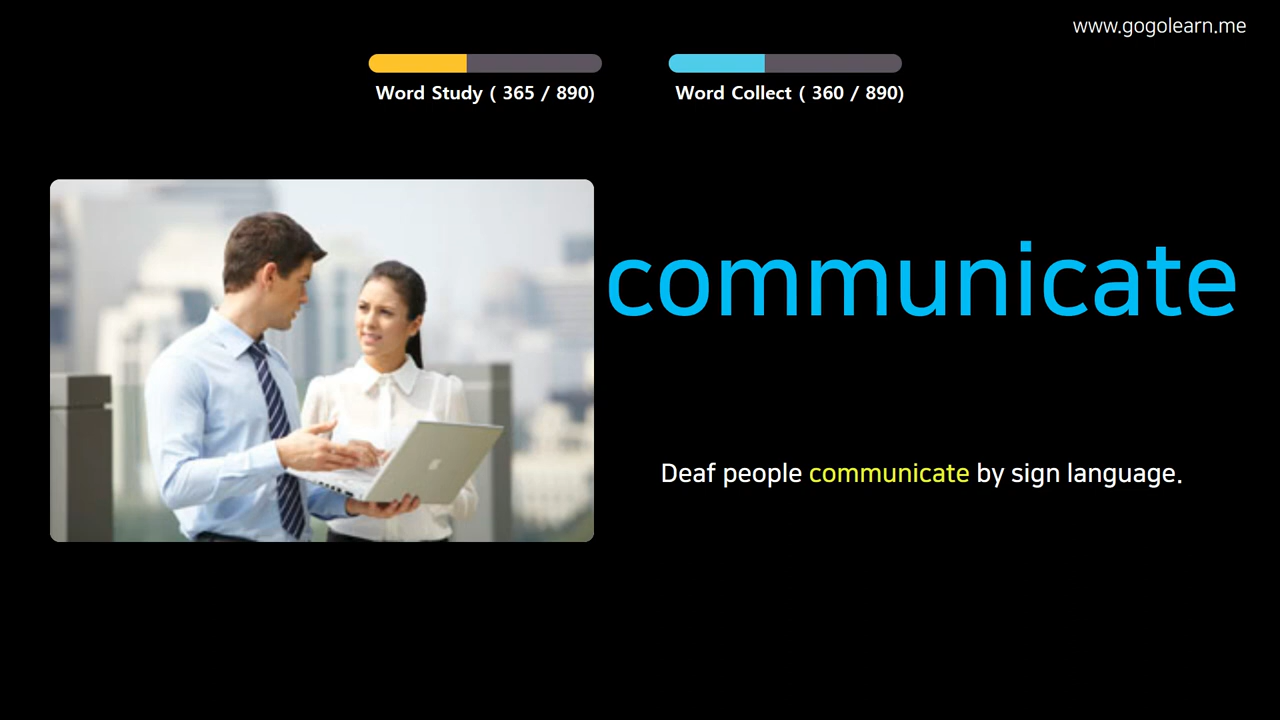 www.gogolearn.me
Word Study ( 365 / 890)
Word Collect ( 360 / 890)
communicate
Deaf people communicate by sign language.